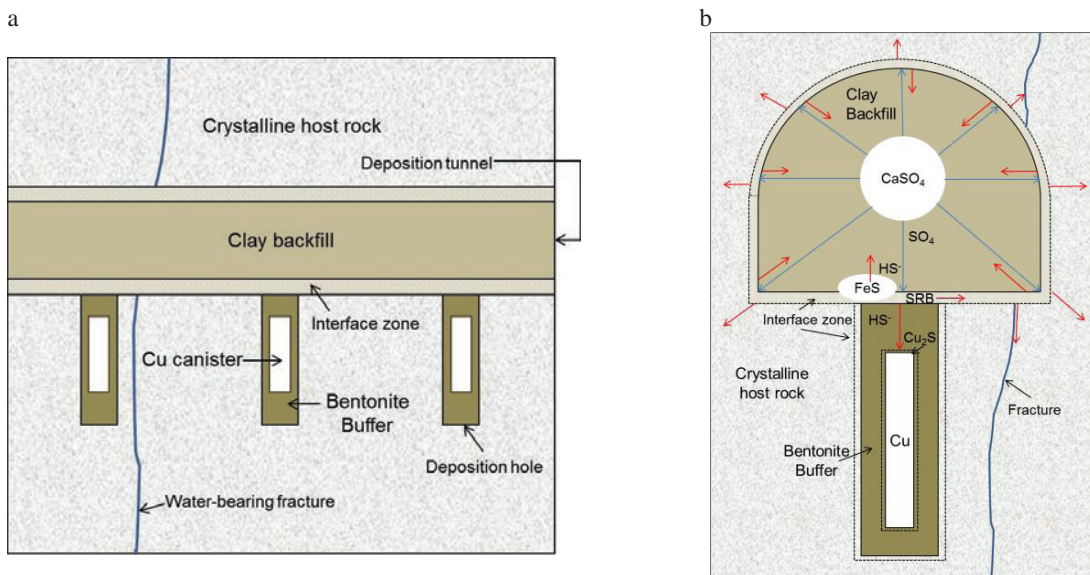 a
Crystalline host rock
Deposition tunnel
Clay backfill
Interface zone
Cu canister
Bentonite
Buffer
Deposition hole
Water-bearing fracture
b
Clay
Backfill
CaSO₄
SO₄
HS⁻
FeS
SRB
Interface zone
HS⁻
Cu₂S
Crystalline
host rock
Fracture
Cu
Bentonite
Buffer